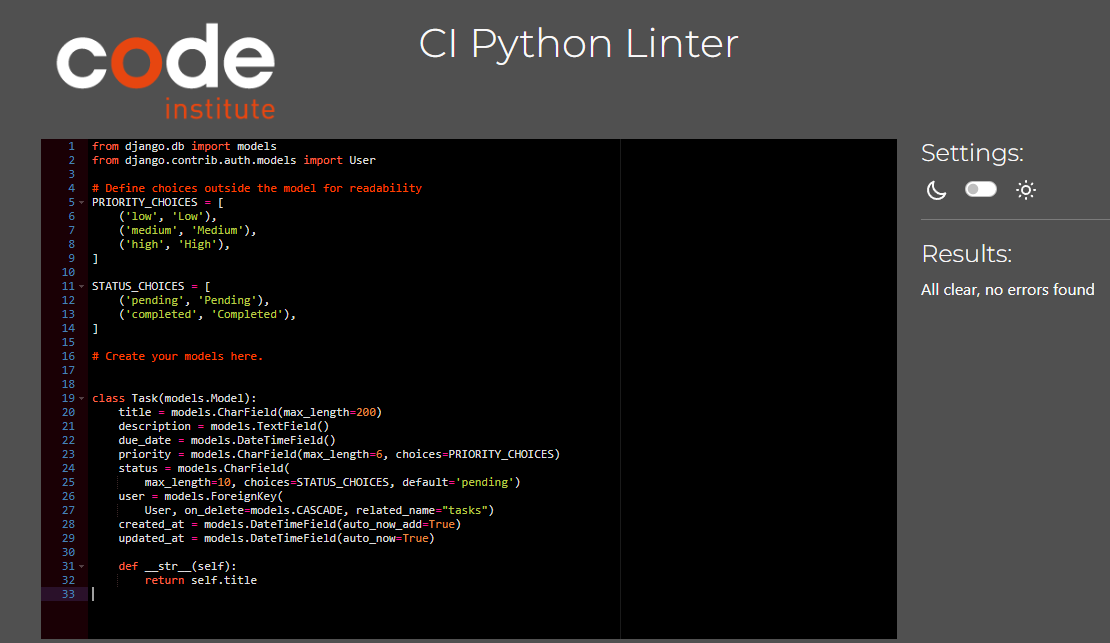 code
institute
CI Python Linter
1 from django.db import models
2 from django.contrib.auth.models import User
3
4 # Define choices outside the model for readability
5 PRIORITY_CHOICES = [
6     ('low', 'Low'),
7     ('medium', 'Medium'),
8     ('high', 'High'),
9 ]
10
11 STATUS_CHOICES = [
12     ('pending', 'Pending'),
13     ('completed', 'Completed'),
14 ]
15
16 # Create your models here.
17
18
19 class Task(models.Model):
20     title = models.CharField(max_length=200)
21     description = models.TextField()
22     due_date = models.DateTimeField()
23     priority = models.CharField(max_length=6, choices=PRIORITY_CHOICES)
24     status = models.CharField(
25         max_length=10, choices=STATUS_CHOICES, default='pending')
26     user = models.ForeignKey(
27         User, on_delete=models.CASCADE, related_name="tasks")
28     created_at = models.DateTimeField(auto_now_add=True)
29     updated_at = models.DateTimeField(auto_now=True)
30
31     def __str__(self):
32         return self.title
33
Settings:
Results:
All clear, no errors found